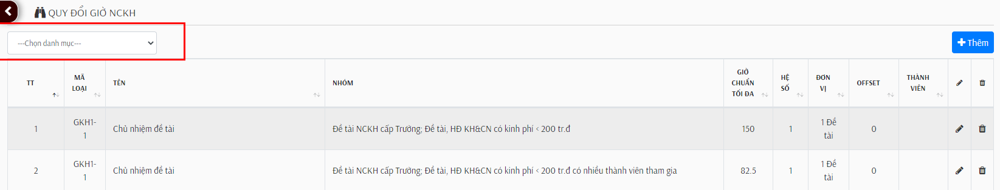 QUY ĐỔI GIỜ NCKH
---Chọn danh mục---
Thêm
TT
MÃ
LOẠI
TÊN
NHÓM
GIỜ
CHUẨN
TỐI ĐA
HỆ
SỐ
ĐƠN
VỊ
OFFSET
THÀNH
VIÊN
1
GKH1-
1
Chủ nhiệm đề tài
Đề tài NCKH cấp Trường; Đề tài, HĐ KH&CN có kinh phí < 200 tr.đ
150
1
1 Đề
tài
0
2
GKH1-
1
Chủ nhiệm đề tài
Đề tài NCKH cấp Trường; Đề tài, HĐ KH&CN có kinh phí < 200 tr.đ có nhiều thành viên tham gia
82.5
1
1 Đề
tài
0